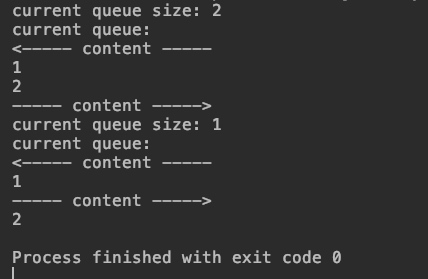 current queue size: 2
current queue:
<----- content -----
1
2
----- content ----->
current queue size: 1
current queue:
<----- content -----
1
----- content ----->
2
Process finished with exit code 0